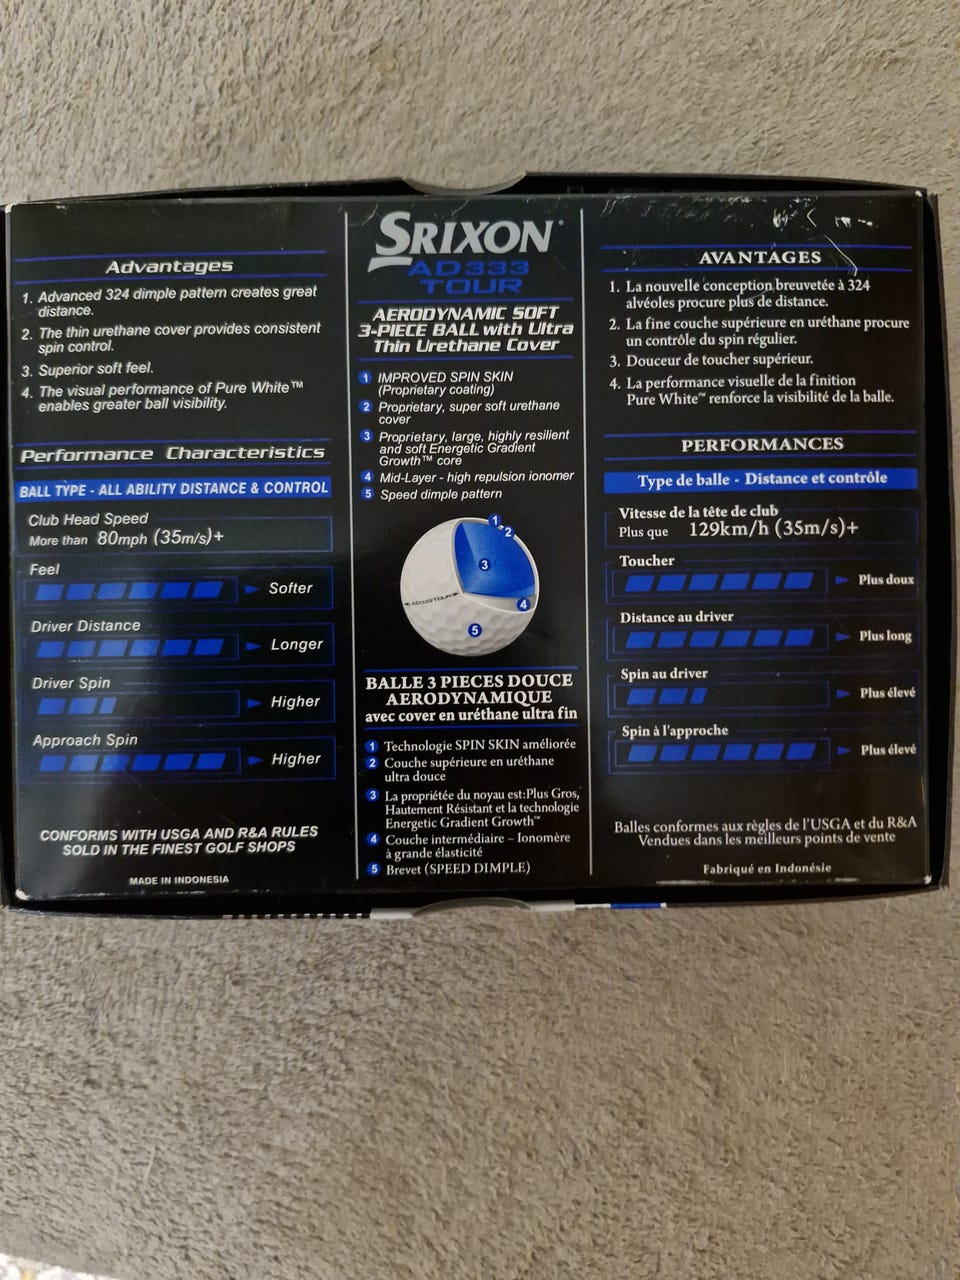 Advantages
1. Advanced 324 dimple pattern creates great
distance.
2. The thin urethane cover provides consistent
spin control.
3. Superior soft feel.
4. The visual performance of Pure White™
enables greater ball visibility.
Performance Characteristics
BALL TYPE - ALL ABILITY DISTANCE & CONTROL
Club Head Speed
More than 80mph (35m/s)+
Feel
Softer
Driver Distance
Longer
Driver Spin
Higher
Approach Spin
Higher
CONFORMS WITH USGA AND R&A RULES
SOLD IN THE FINEST GOLF SHOPS
MADE IN INDONESIA
SRIXON®
AD333
TOUR
AERODYNAMIC SOFT
3-PIECE BALL with Ultra
Thin Urethane Cover
1 IMPROVED SPIN SKIN
(Proprietary coating)
2 Proprietary, super soft urethane
cover
3 Proprietary, large, highly resilient
and soft Energetic Gradient
Growth™ core
4 Mid-Layer - high repulsion ionomer
5 Speed dimple pattern
1
2
3
4
AD333 TOUR
5
BALLE 3 PIECES DOUCE
AERODYNAMIQUE
avec cover en uréthane ultra fin
1 Technologie SPIN SKIN améliorée
2 Couche supérieure en uréthane
ultra douce
3 La propriétée du noyau est:Plus Gros,
Hautement Résistant et la technologie
Energetic Gradient Growth™
4 Couche intermédiaire – Ionomère
à grande élasticité
5 Brevet (SPEED DIMPLE)
AVANTAGES
1. La nouvelle conception breuvetée à 324
alvéoles procure plus de distance.
2. La fine couche supérieure en uréthane procure
un contrôle du spin régulier.
3. Douceur de toucher supérieur.
4. La performance visuelle de la finition
Pure White™ renforce la visibilité de la balle.
PERFORMANCES
Type de balle - Distance et contrôle
Vitesse de la tête de club
Plus que 129km/h (35m/s)+
Toucher
Plus doux
Distance au driver
Plus long
Spin au driver
Plus élevé
Spin à l'approche
Plus élevé
Balles conformes aux règles de l'USGA et du R&A
Vendues dans les meilleurs points de vente
Fabriqué en Indonésie